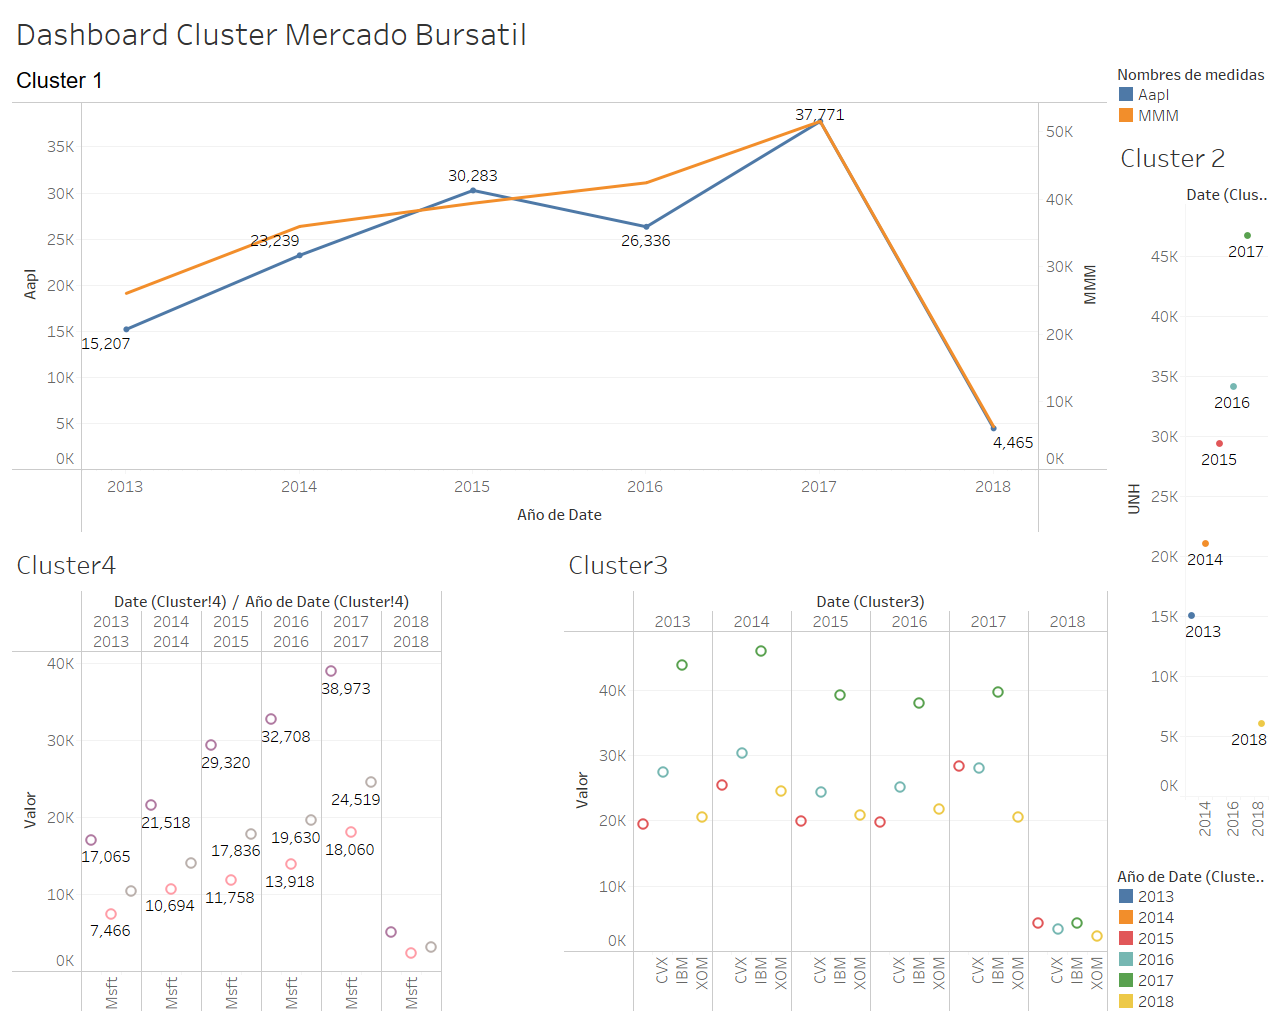 Dashboard Cluster Mercado Bursatil
Cluster 1
Aapl
35K
30K
25K
20K
15K
10K
5K
0K
15,207
23,239
30,283
26,336
37,771
4,465
50K
40K
30K
20K
10K
0K
MMM
2013 2014 2015 2016 2017 2018
Año de Date
Nombres de medidas
Aapl
MMM
Cluster 2
Date (Clus..
UNH
45K
40K
35K
30K
25K
20K
15K
10K
5K
0K
2017
2016
2015
2014
2013
2018
2014 2016 2018
Cluster4
Date (Cluster!4) / Año de Date (Cluster!4)
2013 2014 2015 2016 2017 2018
2013 2014 2015 2016 2017 2018
Valor
40K
30K
20K
10K
0K
38,973
32,708
29,320
24,519
21,518
19,630
17,836
17,065
18,060
13,918
11,758
10,694
7,466
Msft Msft Msft Msft Msft Msft
Cluster3
Date (Cluster3)
2013 2014 2015 2016 2017 2018
Valor
40K
30K
20K
10K
0K
CVX IBM XOM CVX IBM XOM CVX IBM XOM CVX IBM XOM CVX IBM XOM CVX IBM XOM
Año de Date (Cluste..
2013
2014
2015
2016
2017
2018